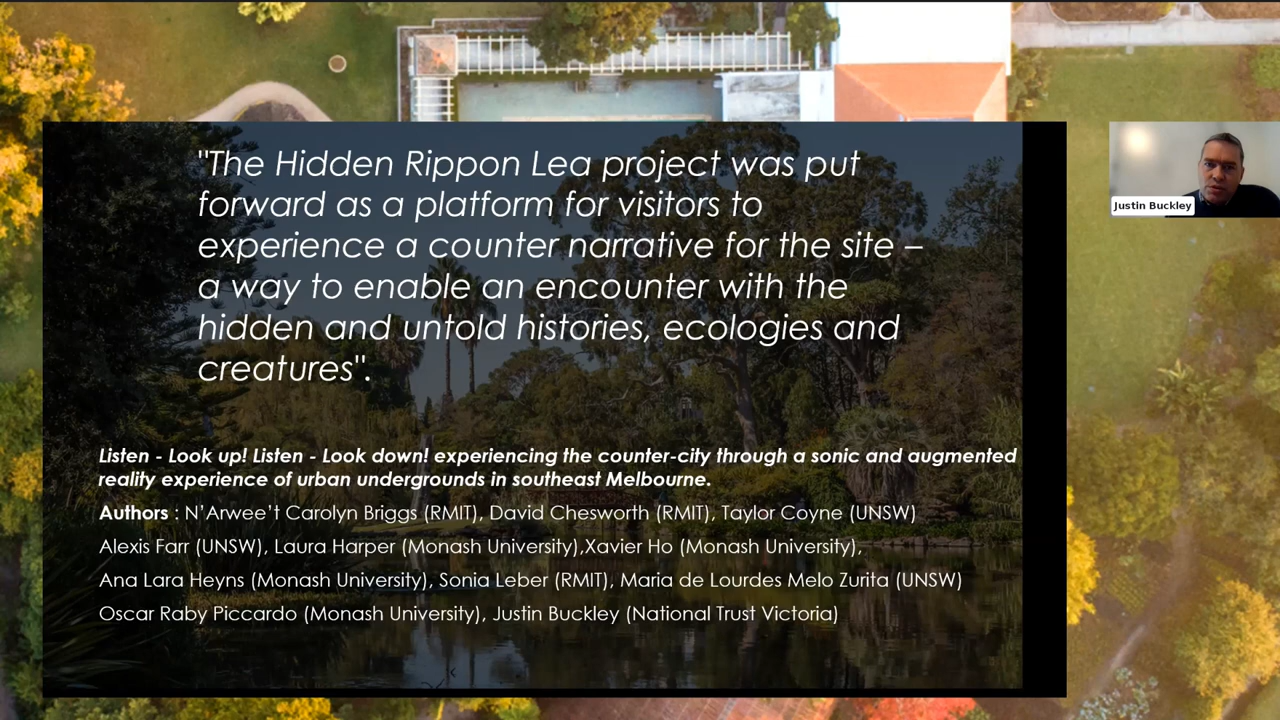 "The Hidden Rippon Lea project was put
forward as a platform for visitors to
experience a counter narrative for the site –
a way to enable an encounter with the
hidden and untold histories, ecologies and
creatures".
Listen - Look up! Listen - Look down! experiencing the counter-city through a sonic and augmented
reality experience of urban undergrounds in southeast Melbourne.
Authors : N’Arwee’t Carolyn Briggs (RMIT), David Chesworth (RMIT), Taylor Coyne (UNSW)
Alexis Farr (UNSW), Laura Harper (Monash University),Xavier Ho (Monash University),
Ana Lara Heyns (Monash University), Sonia Leber (RMIT), Maria de Lourdes Melo Zurita (UNSW)
Oscar Raby Piccardo (Monash University), Justin Buckley (National Trust Victoria)
Justin Buckley